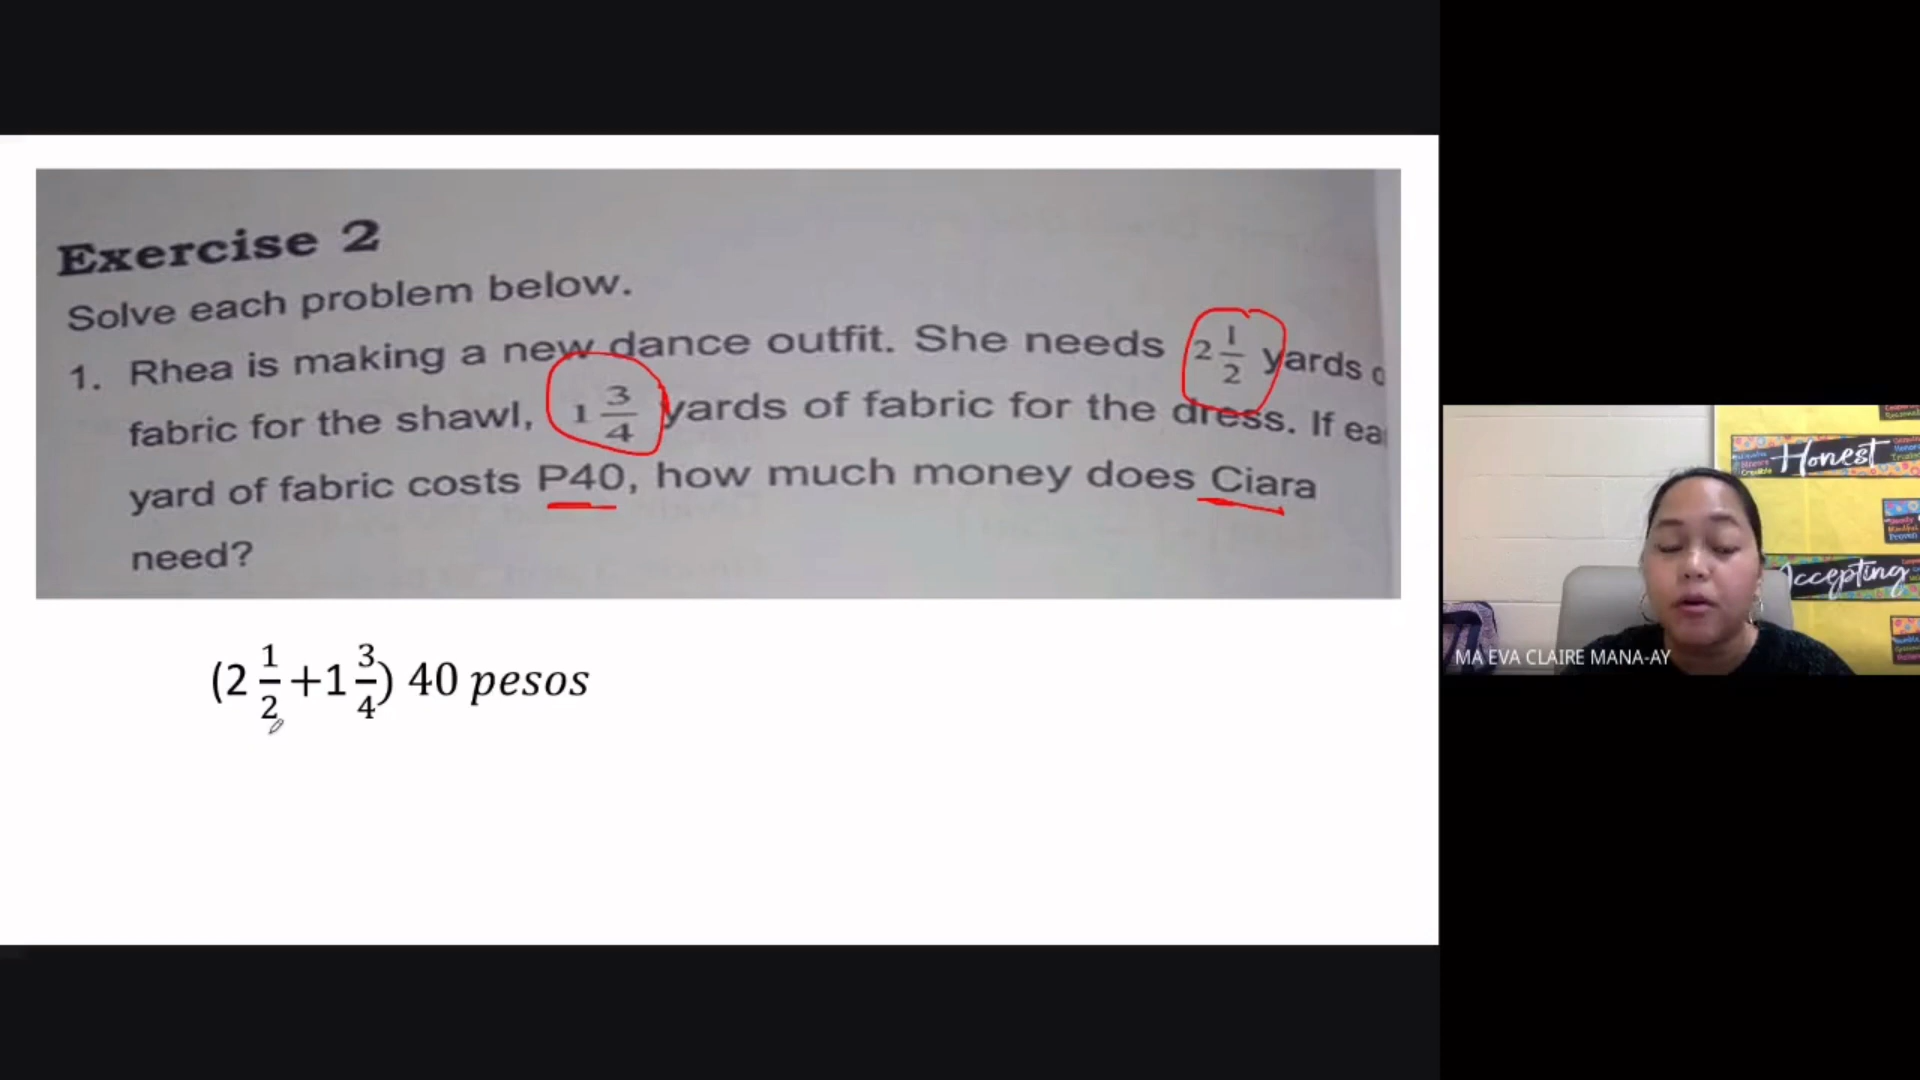 Exercise 2
Solve each problem below.
1. Rhea is making a new dance outfit. She needs 2 1/2 yards
fabric for the shawl, 1 3/4 yards of fabric for the dress. If ea
yard of fabric costs P40, how much money does Ciara
need?
(2 1/2+1 3/4) 40 pesos
Honest
Accepting
MA EVA CLAIRE MANA-AY